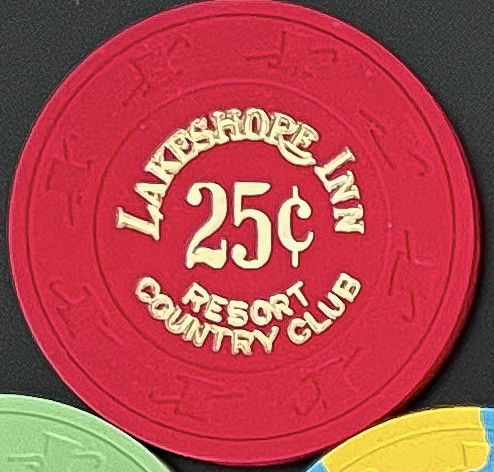 LAKESHORE INN
25¢
RESORT
COUNTRY CLUB